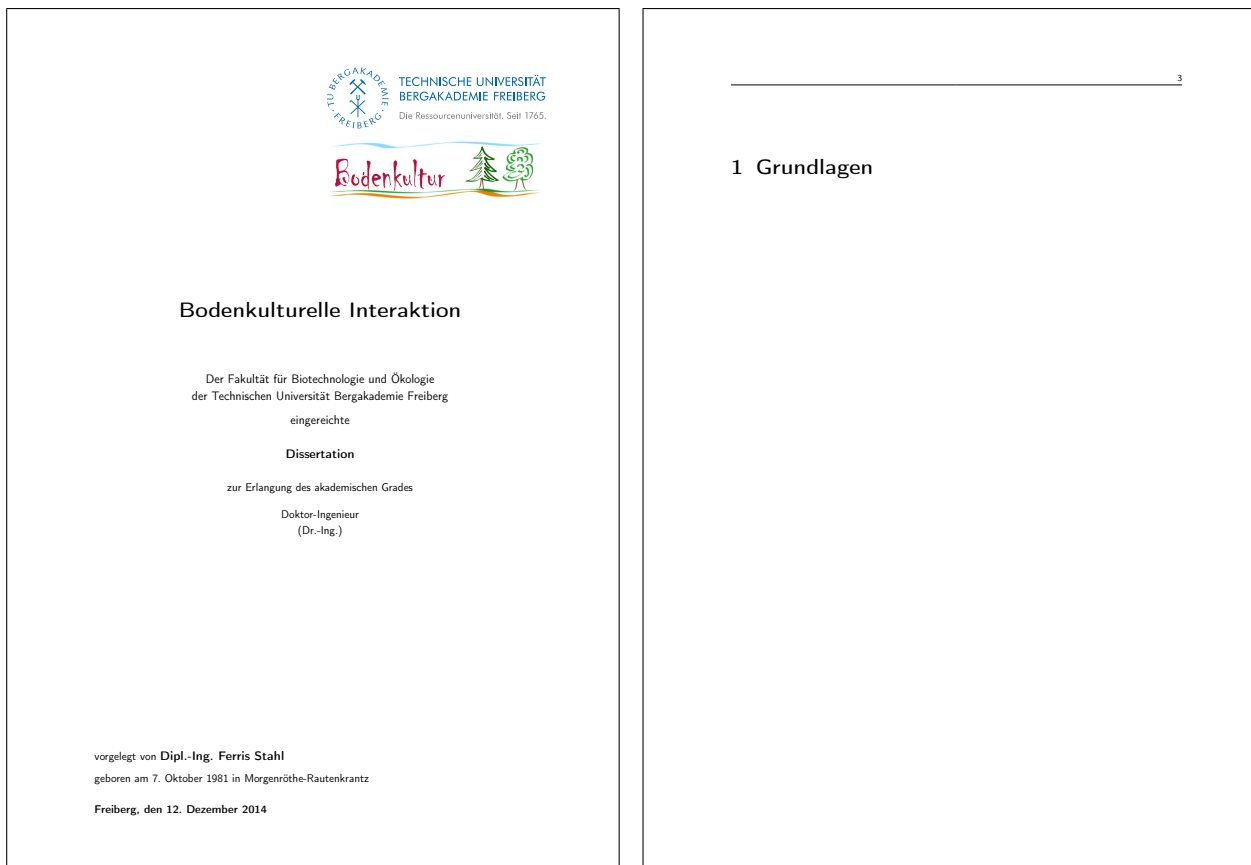 TU BERGAKADEMIE
FREIBERG
TECHNISCHE UNIVERSITÄT
BERGAKADEMIE FREIBERG
Die Ressourcenuniversität. Seit 1765.
Bodenkultur
Bodenkulturelle Interaktion
Der Fakultät für Biotechnologie und Ökologie
der Technischen Universität Bergakademie Freiberg
eingereichte
Dissertation
zur Erlangung des akademischen Grades
Doktor-Ingenieur
(Dr.-Ing.)
vorgelegt von Dipl.-Ing. Ferris Stahl
geboren am 7. Oktober 1981 in Morgenröthe-Rautenkrantz
Freiberg, den 12. Dezember 2014
3
1 Grundlagen